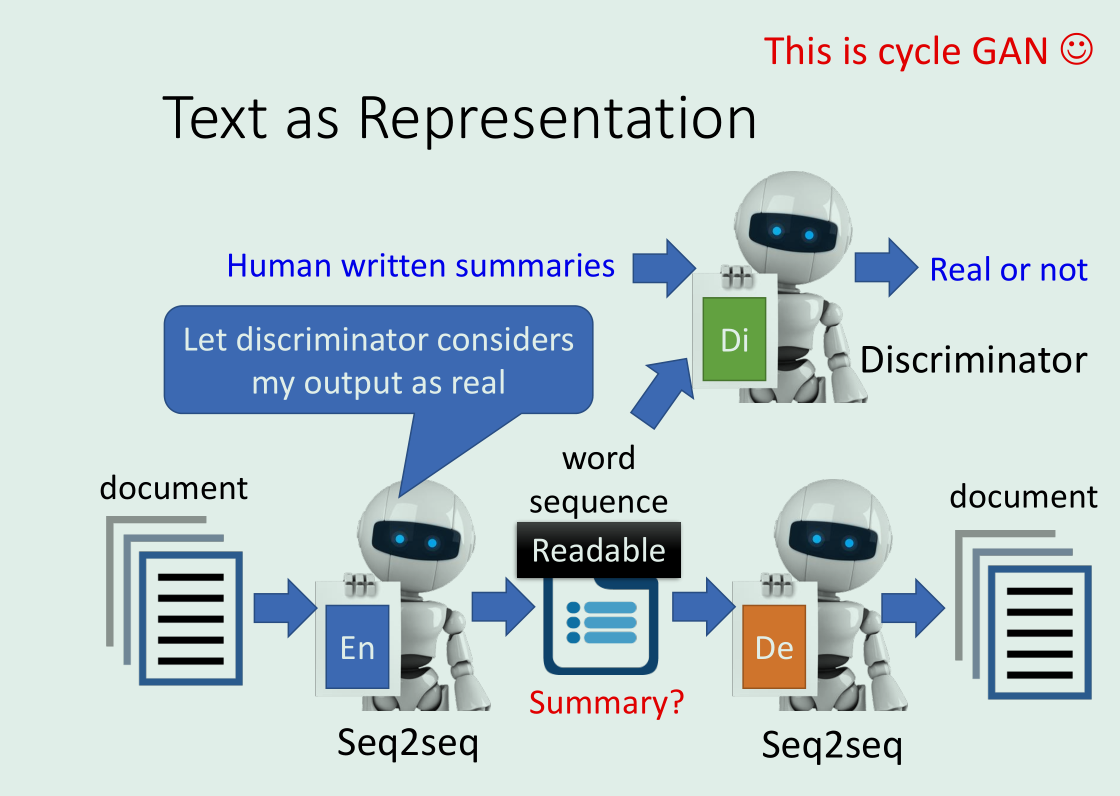 This is cycle GAN ☺
Text as Representation
Human written summaries
Real or not
Let discriminator considers
my output as real
Di
Discriminator
word
sequence
document
document
Readable
En
De
Summary?
Seq2seq
Seq2seq